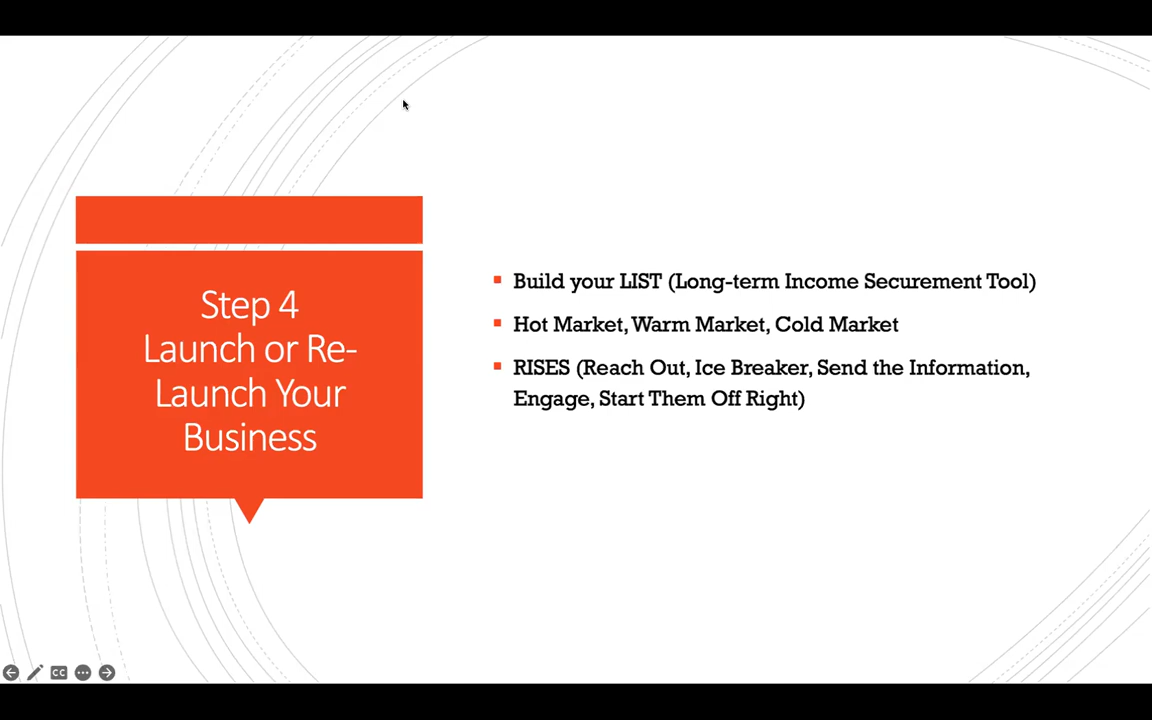 Step 4
Launch or Re-
Launch Your
Business
Build your LIST (Long-term Income Securement Tool)
Hot Market, Warm Market, Cold Market
RISES (Reach Out, Ice Breaker, Send the Information,
Engage, Start Them Off Right)
CC